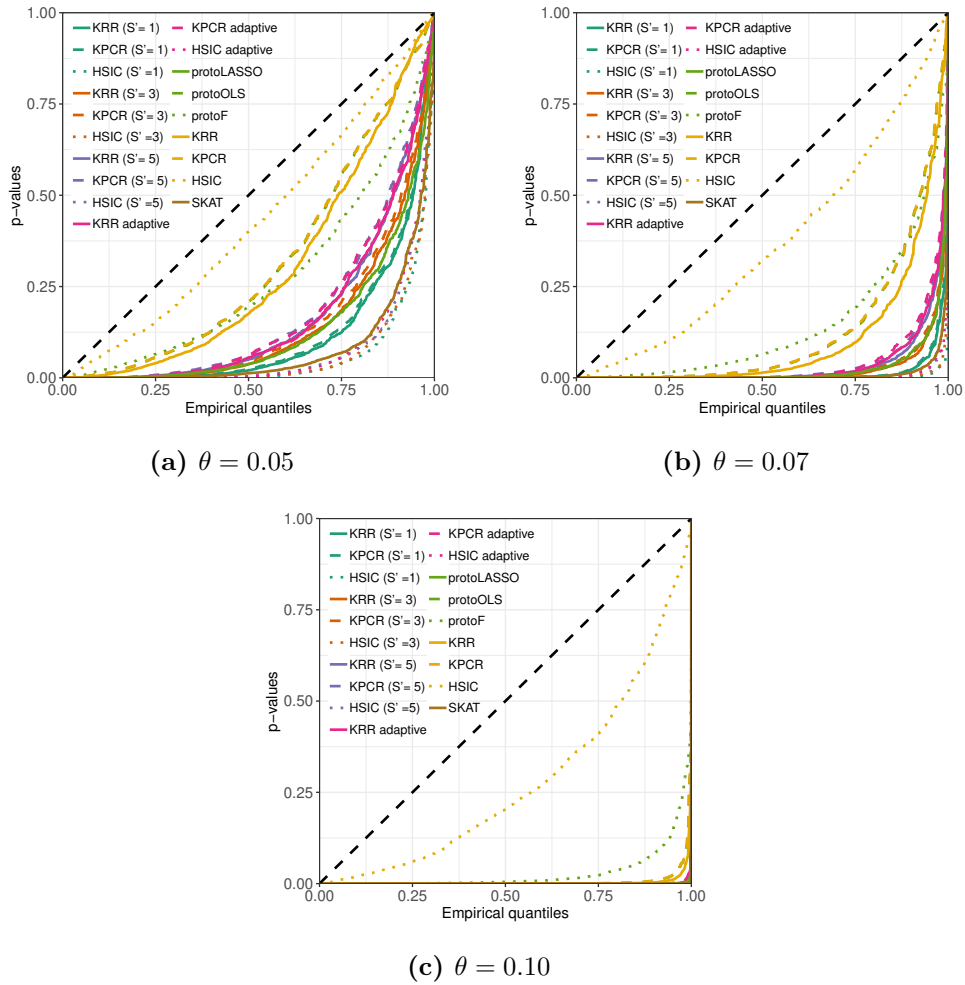 1.00
0.75
0.50
0.25
0.00
p-values
KRR (S'= 1)
KPCR (S'= 1)
HSIC (S' =1)
KRR (S'= 3)
KPCR (S'= 3)
HSIC (S' =3)
KRR (S'= 5)
KPCR (S'= 5)
HSIC (S' =5)
KRR adaptive
KPCR adaptive
HSIC adaptive
protoLASSO
protoOLS
protoF
KRR
KPCR
HSIC
SKAT
0.00 0.25 0.50 0.75 1.00
Empirical quantiles
(a) θ = 0.05
1.00
0.75
0.50
0.25
0.00
p-values
KRR (S'= 1)
KPCR (S'= 1)
HSIC (S' =1)
KRR (S'= 3)
KPCR (S'= 3)
HSIC (S' =3)
KRR (S'= 5)
KPCR (S'= 5)
HSIC (S' =5)
KRR adaptive
KPCR adaptive
HSIC adaptive
protoLASSO
protoOLS
protoF
KRR
KPCR
HSIC
SKAT
0.00 0.25 0.50 0.75 1.00
Empirical quantiles
(b) θ = 0.07
1.00
0.75
0.50
0.25
0.00
p-values
KRR (S'= 1)
KPCR (S'= 1)
HSIC (S' =1)
KRR (S'= 3)
KPCR (S'= 3)
HSIC (S' =3)
KRR (S'= 5)
KPCR (S'= 5)
HSIC (S' =5)
KRR adaptive
KPCR adaptive
HSIC adaptive
protoLASSO
protoOLS
protoF
KRR
KPCR
HSIC
SKAT
0.00 0.25 0.50 0.75 1.00
Empirical quantiles
(c) θ = 0.10